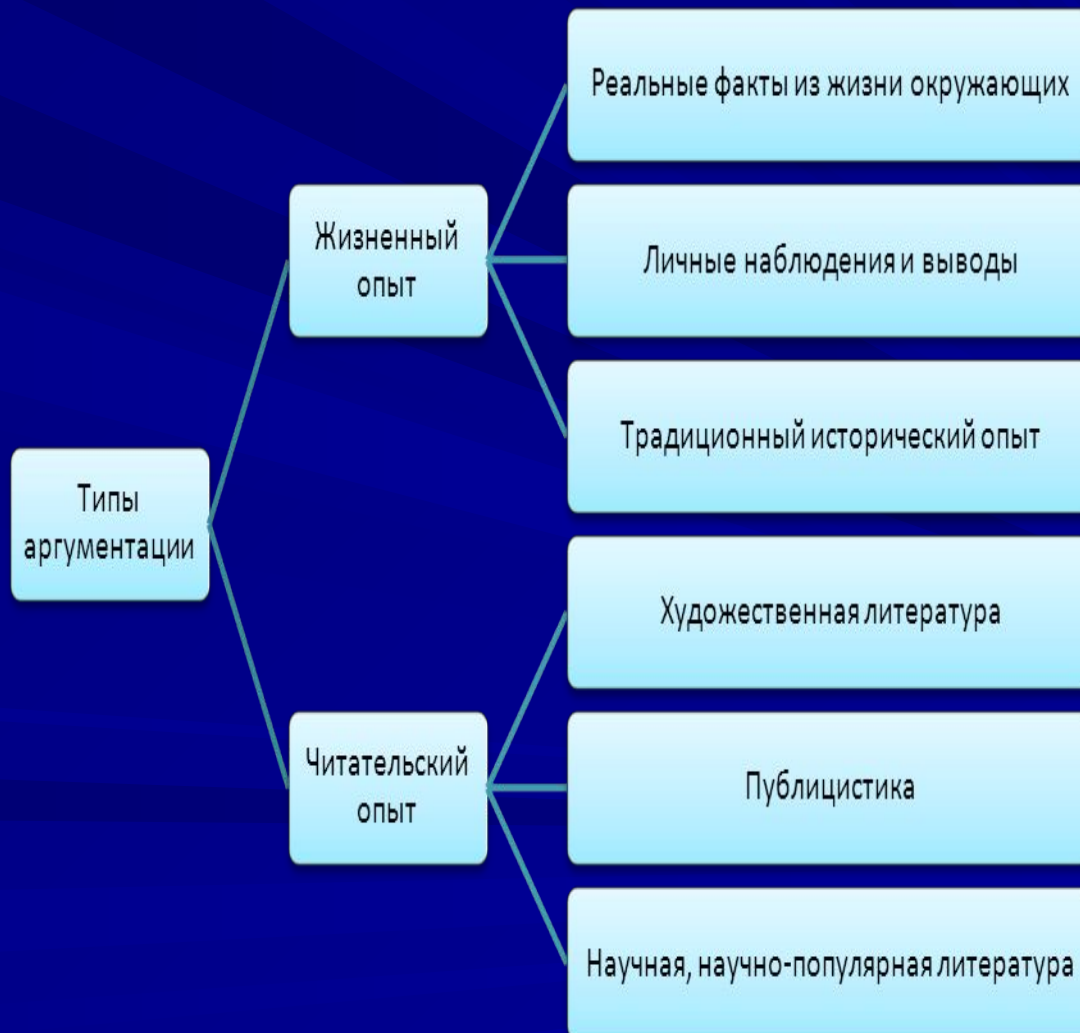 Реальные факты из жизни окружающих
Жизненный
опыт
Личные наблюдения и выводы
Традиционный исторический опыт
Типы
аргументации
Художественная литература
Читательский
опыт
Публицистика
Научная, научно-популярная литература